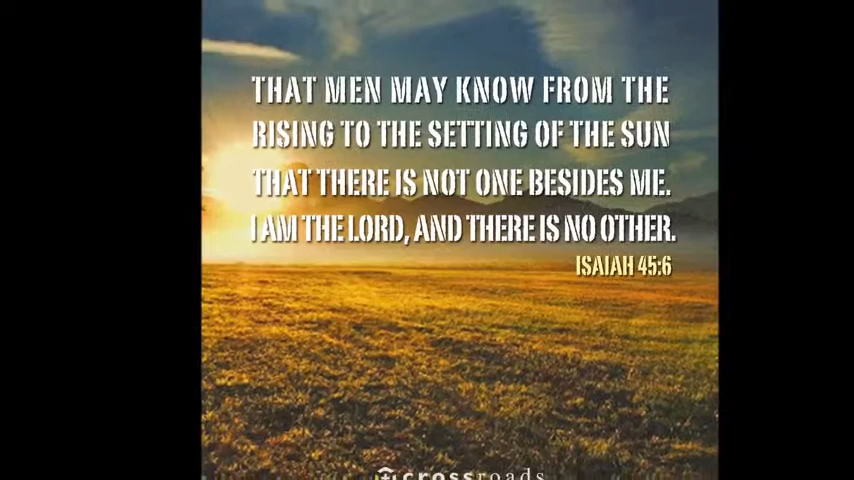 THAT MEN MAY KNOW FROM THE
RISING TO THE SETTING OF THE SUN
THAT THERE IS NOT ONE BESIDES ME.
I AM THE LORD, AND THERE IS NO OTHER.
ISAIAH 45:6
crossroads